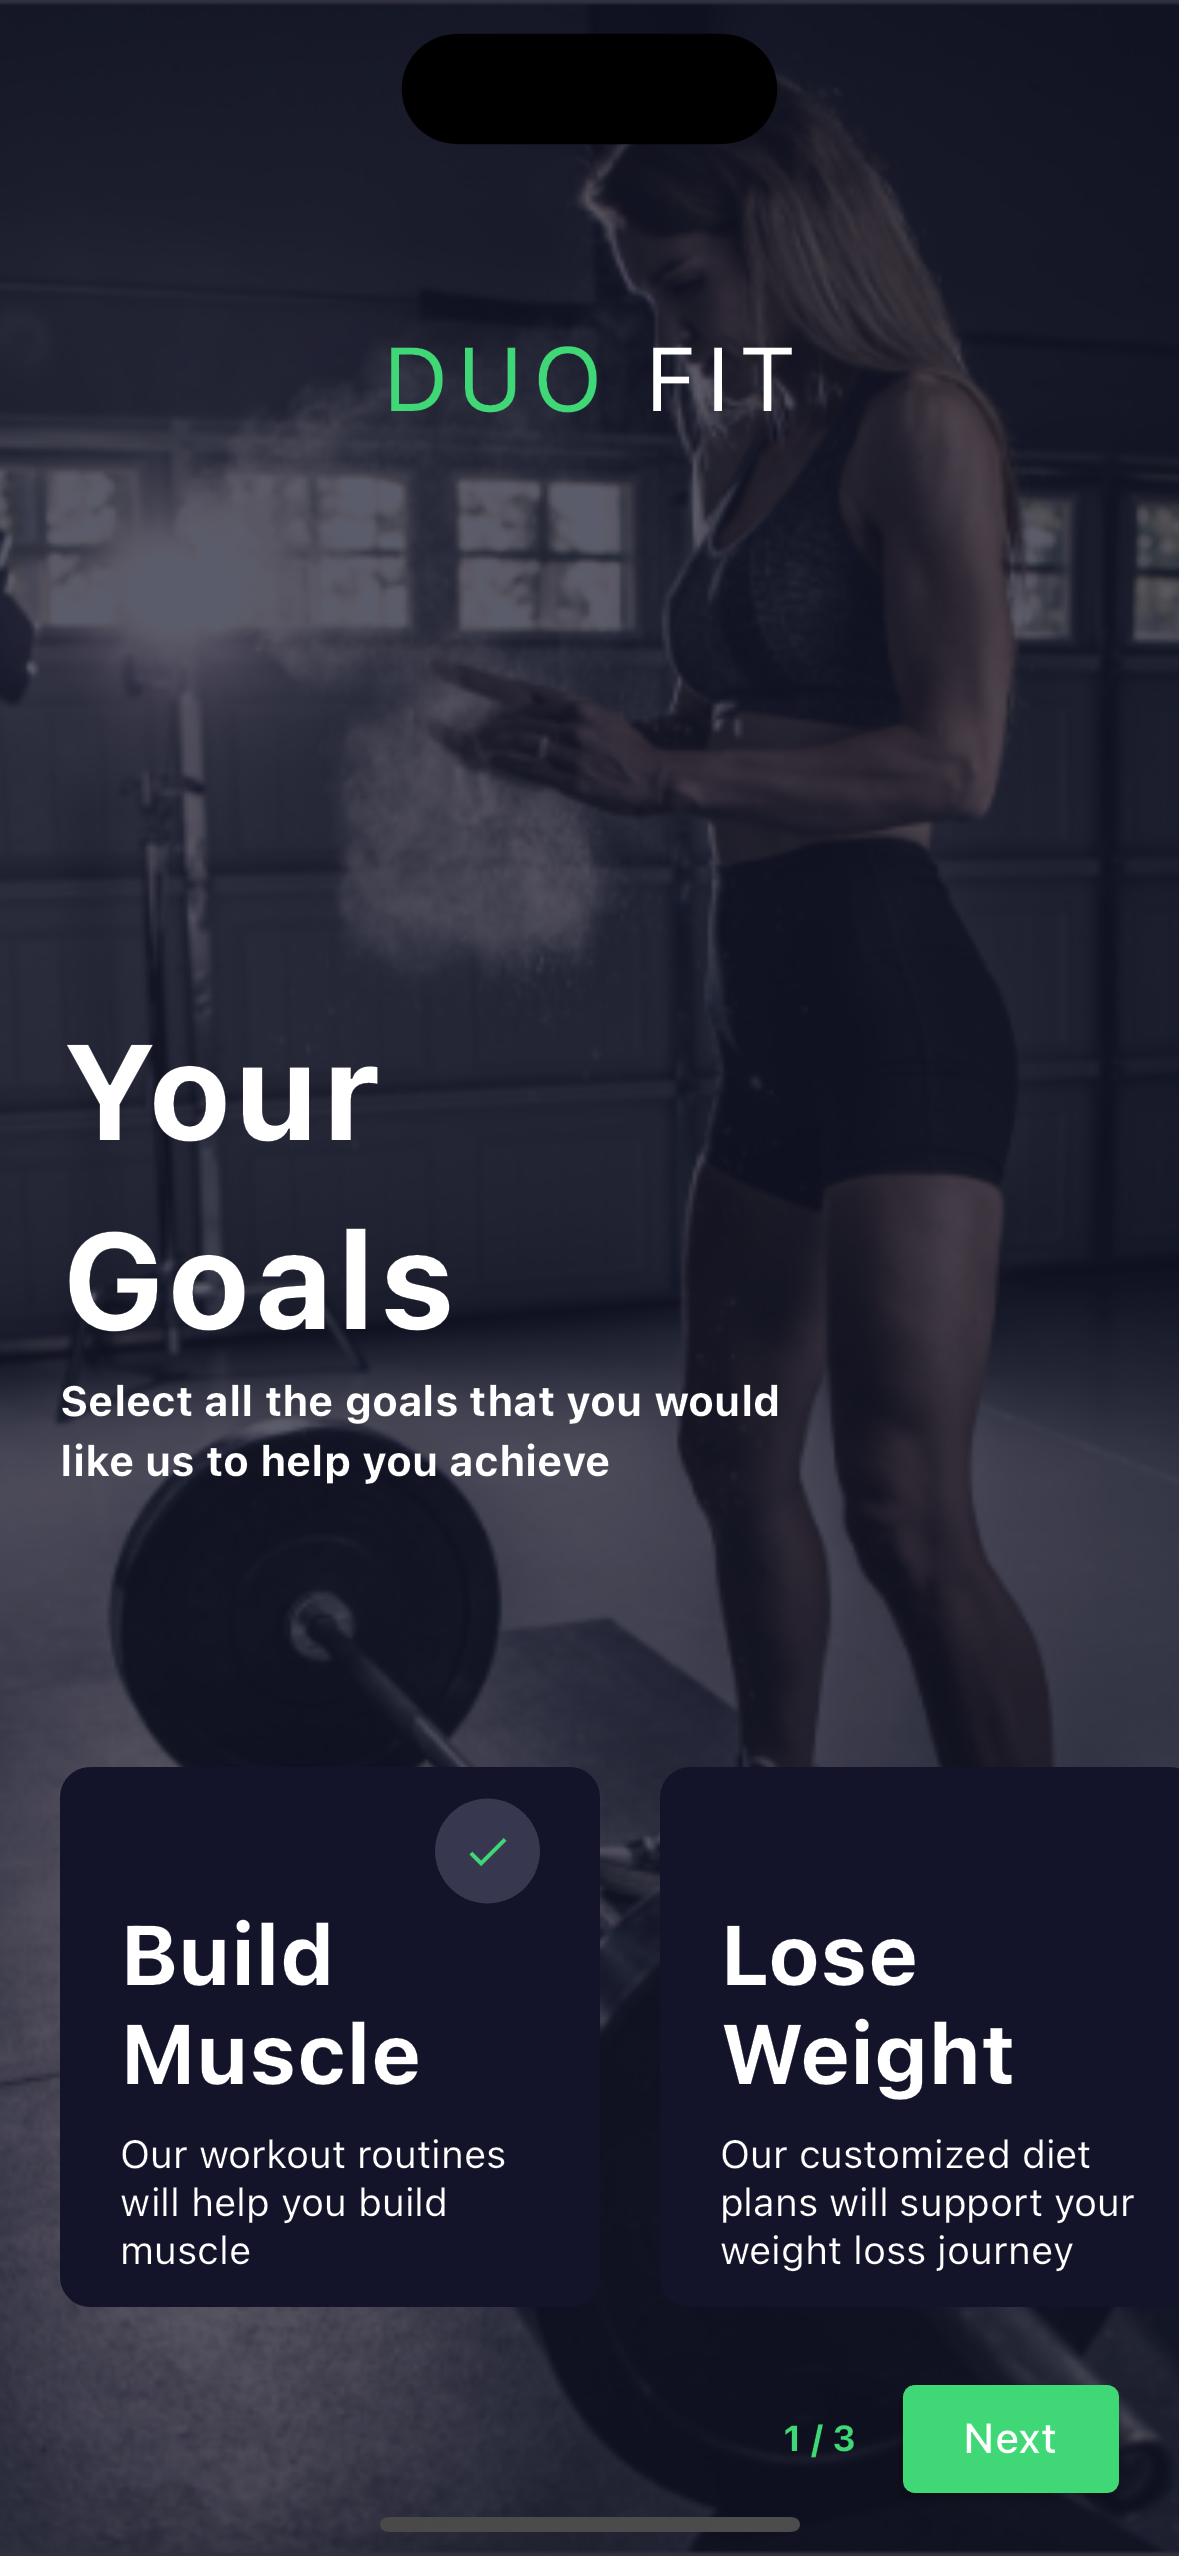 DUO FIT
Your
Goals
Select all the goals that you would
like us to help you achieve
Build
Muscle
Our workout routines
will help you build
muscle
Lose
Weight
Our customized diet
plans will support your
weight loss journey
1 / 3
Next